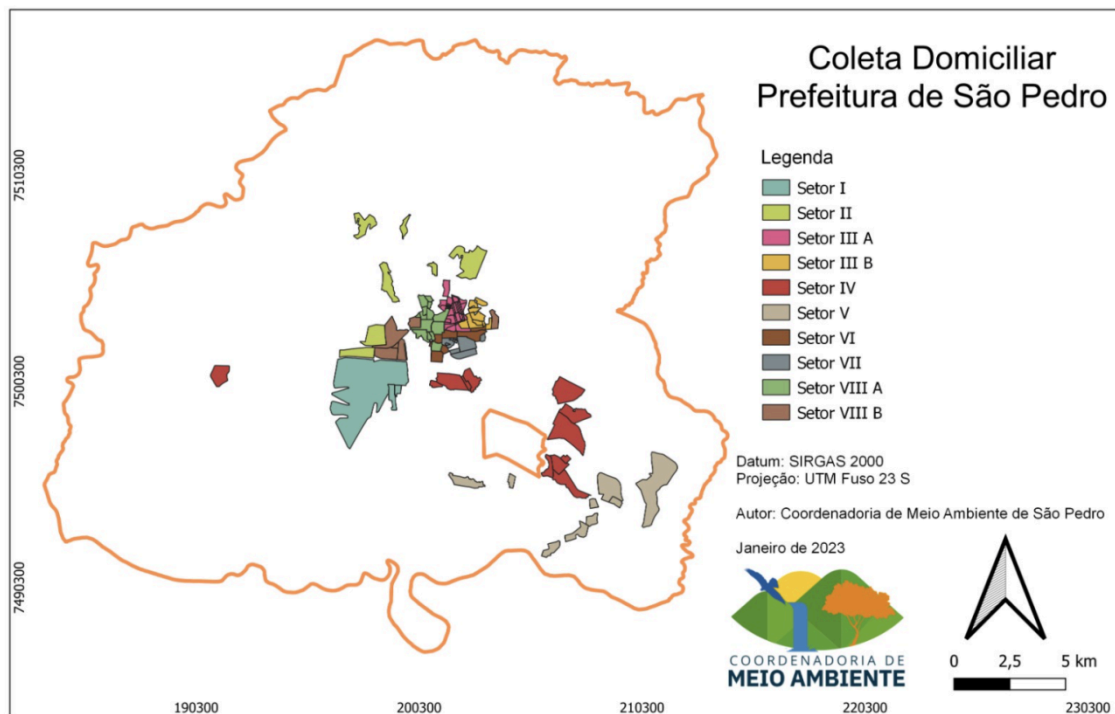 Coleta Domiciliar
Prefeitura de São Pedro
Legenda
Setor I
Setor II
Setor III A
Setor III B
Setor IV
Setor V
Setor VI
Setor VII
Setor VIII A
Setor VIII B
Datum: SIRGAS 2000
Projeção: UTM Fuso 23 S
Autor: Coordenadoria de Meio Ambiente de São Pedro
Janeiro de 2023
COORDENADORIA DE
MEIO AMBIENTE
0 2,5 5 km
7510300
7500300
7490300
190300 200300 210300 220300 230300